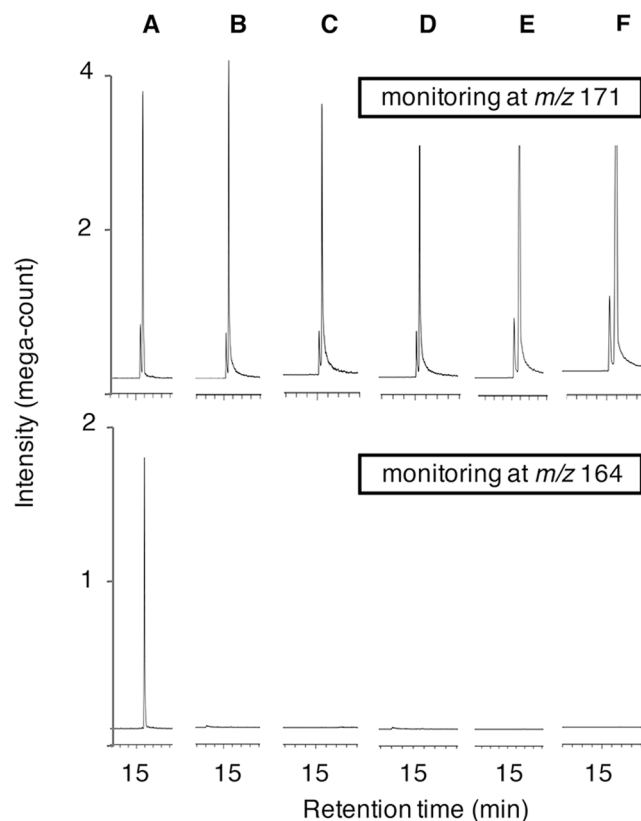 A B C D E F
4
monitoring at m/z 171
2
Intensity (mega-count)
2
monitoring at m/z 164
1
15 15 15 15 15 15
Retention time (min)